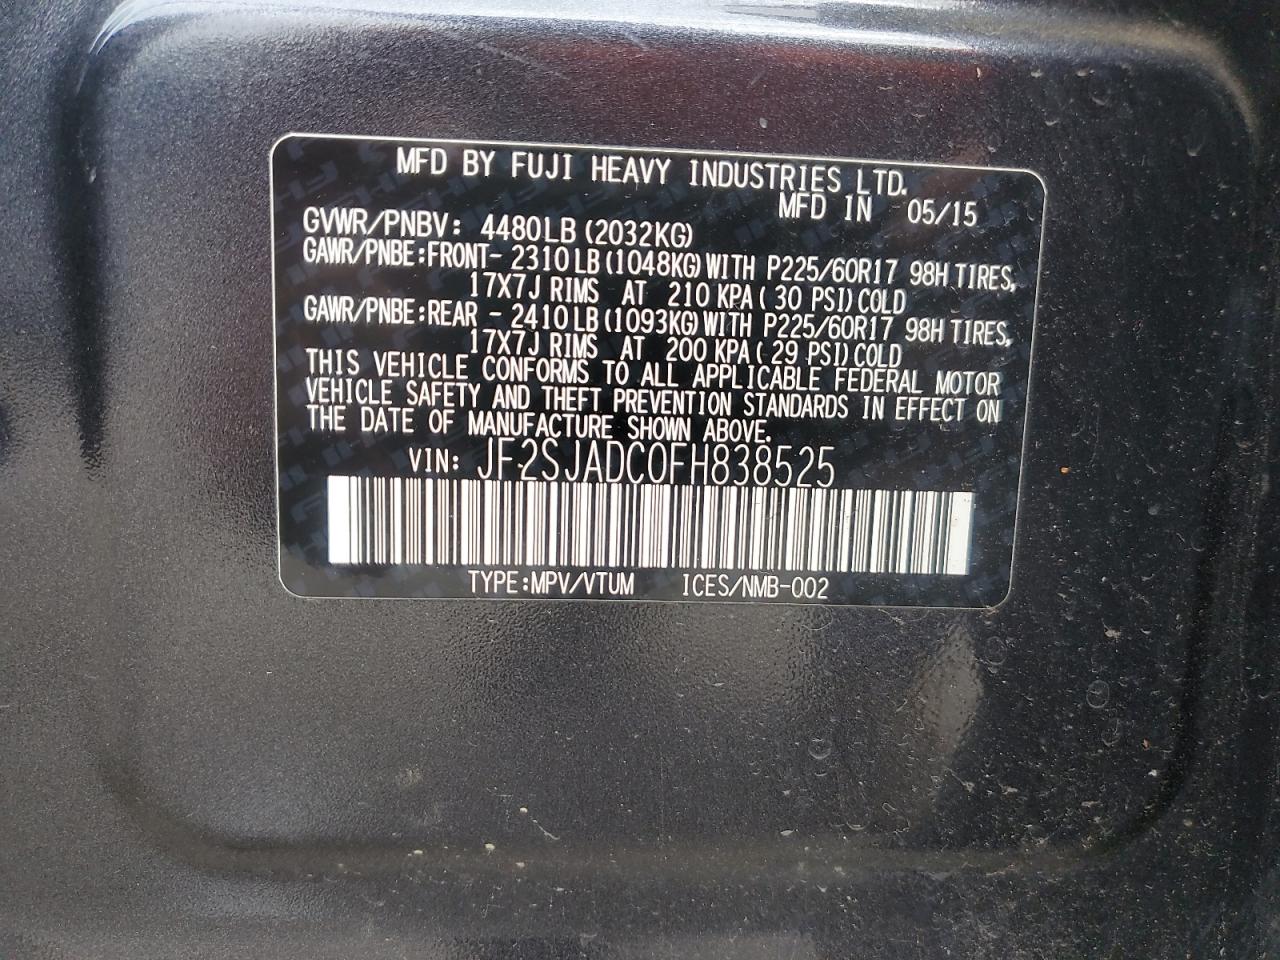 MFD BY FUJI HEAVY INDUSTRIES LTD.
MFD IN 05/15
GVWR/PNBV: 4480LB (2032KG)
GAWR/PNBE:FRONT- 2310LB (1048KG) WITH P225/60R17 98H TIRES,
17X7J RIMS AT 210 KPA ( 30 PSI) COLD
GAWR/PNBE:REAR - 2410LB (1093KG) WITH P225/60R17 98H TIRES,
17X7J RIMS AT 200 KPA ( 29 PSI) COLD
THIS VEHICLE CONFORMS TO ALL APPLICABLE FEDERAL MOTOR
VEHICLE SAFETY AND THEFT PREVENTION STANDARDS IN EFFECT ON
THE DATE OF MANUFACTURE SHOWN ABOVE.
VIN: JF2SJADC0FH838525
TYPE:MPV/VTUM ICES/NMB-002